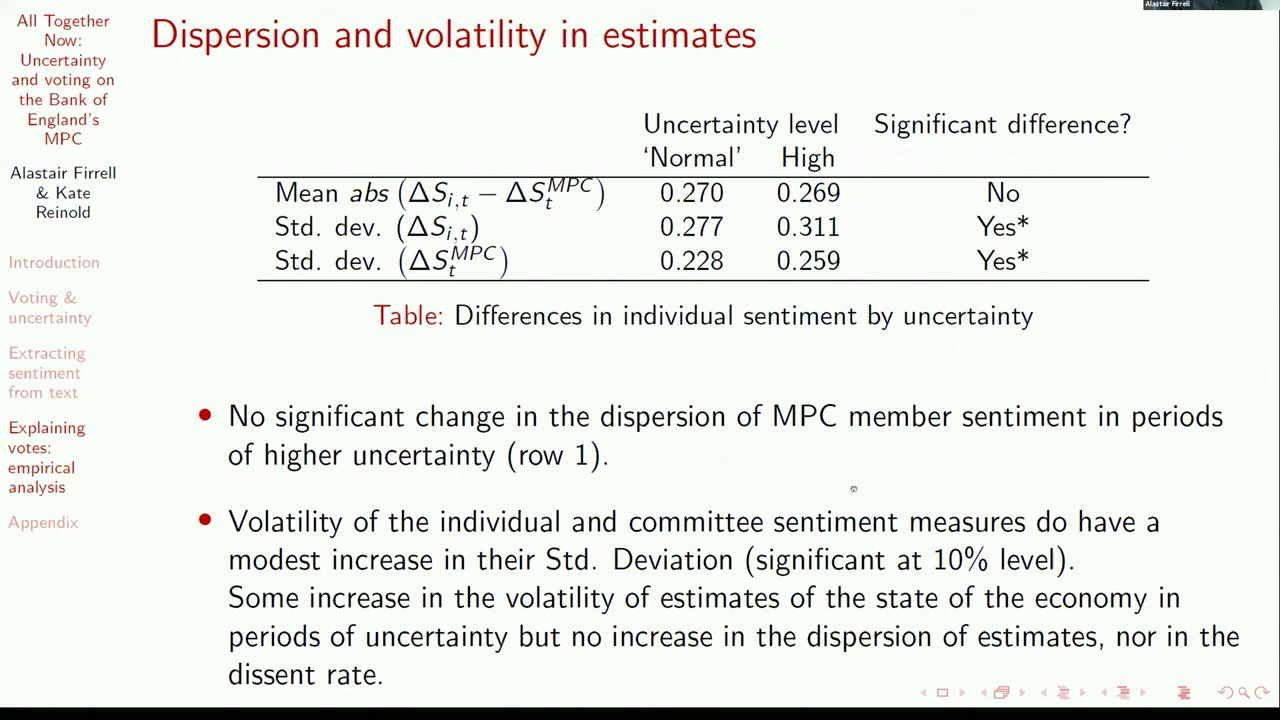 Alastair Firrell
All Together
Now:
Uncertainty
and voting on
the Bank of
England's
MPC
Alastair Firrell
& Kate
Reinold
Introduction
Voting &
uncertainty
Extracting
sentiment
from text
Explaining
votes:
empirical
analysis
Appendix
Dispersion and volatility in estimates
Uncertainty level Significant difference?
'Normal' High
Mean abs (ΔS_{i,t} − ΔS_t^{MPC}) 0.270 0.269 No
Std. dev. (ΔS_{i,t}) 0.277 0.311 Yes*
Std. dev. (ΔS_t^{MPC}) 0.228 0.259 Yes*
Table: Differences in individual sentiment by uncertainty
• No significant change in the dispersion of MPC member sentiment in periods
of higher uncertainty (row 1).
• Volatility of the individual and committee sentiment measures do have a
modest increase in their Std. Deviation (significant at 10% level).
Some increase in the volatility of estimates of the state of the economy in
periods of uncertainty but no increase in the dispersion of estimates, nor in the
dissent rate.